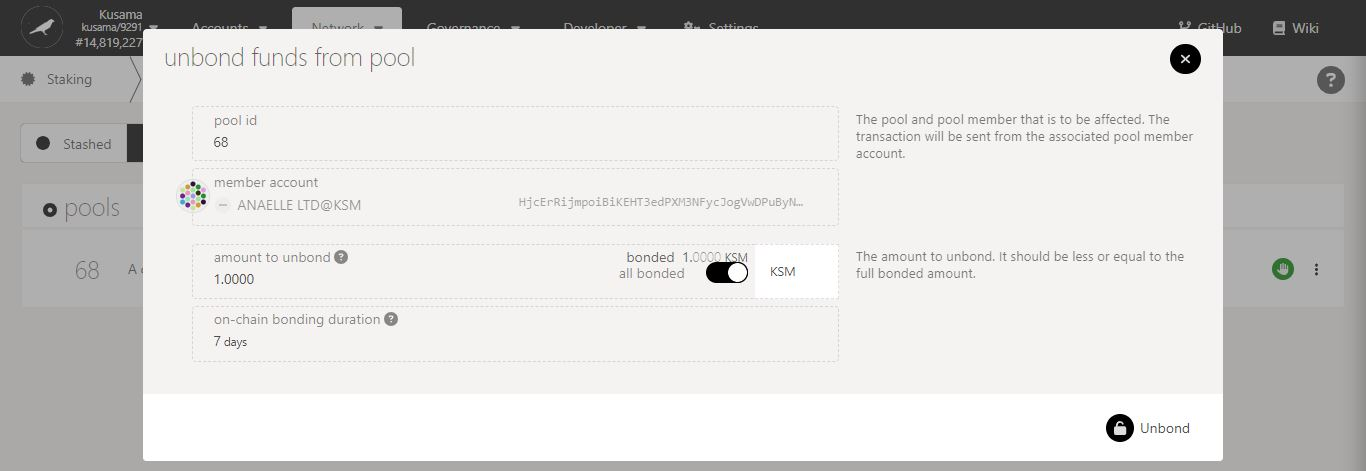 Kusama
kusama/9291
#14,819,227
Accounts
Network
Governance
Developer
Settings
GitHub
Wiki
Staking
Stashed
pools
68
unbond funds from pool
pool id
68
The pool and pool member that is to be affected. The
transaction will be sent from the associated pool member
account.
member account
ANAELLE LTD@KSM
HjcErRijmpoiBiKEHT3edPXM3NFycJogVwDPuByN…
amount to unbond
1.0000
bonded 1.0000 KSM
all bonded
KSM
The amount to unbond. It should be less or equal to the
full bonded amount.
on-chain bonding duration
7 days
Unbond